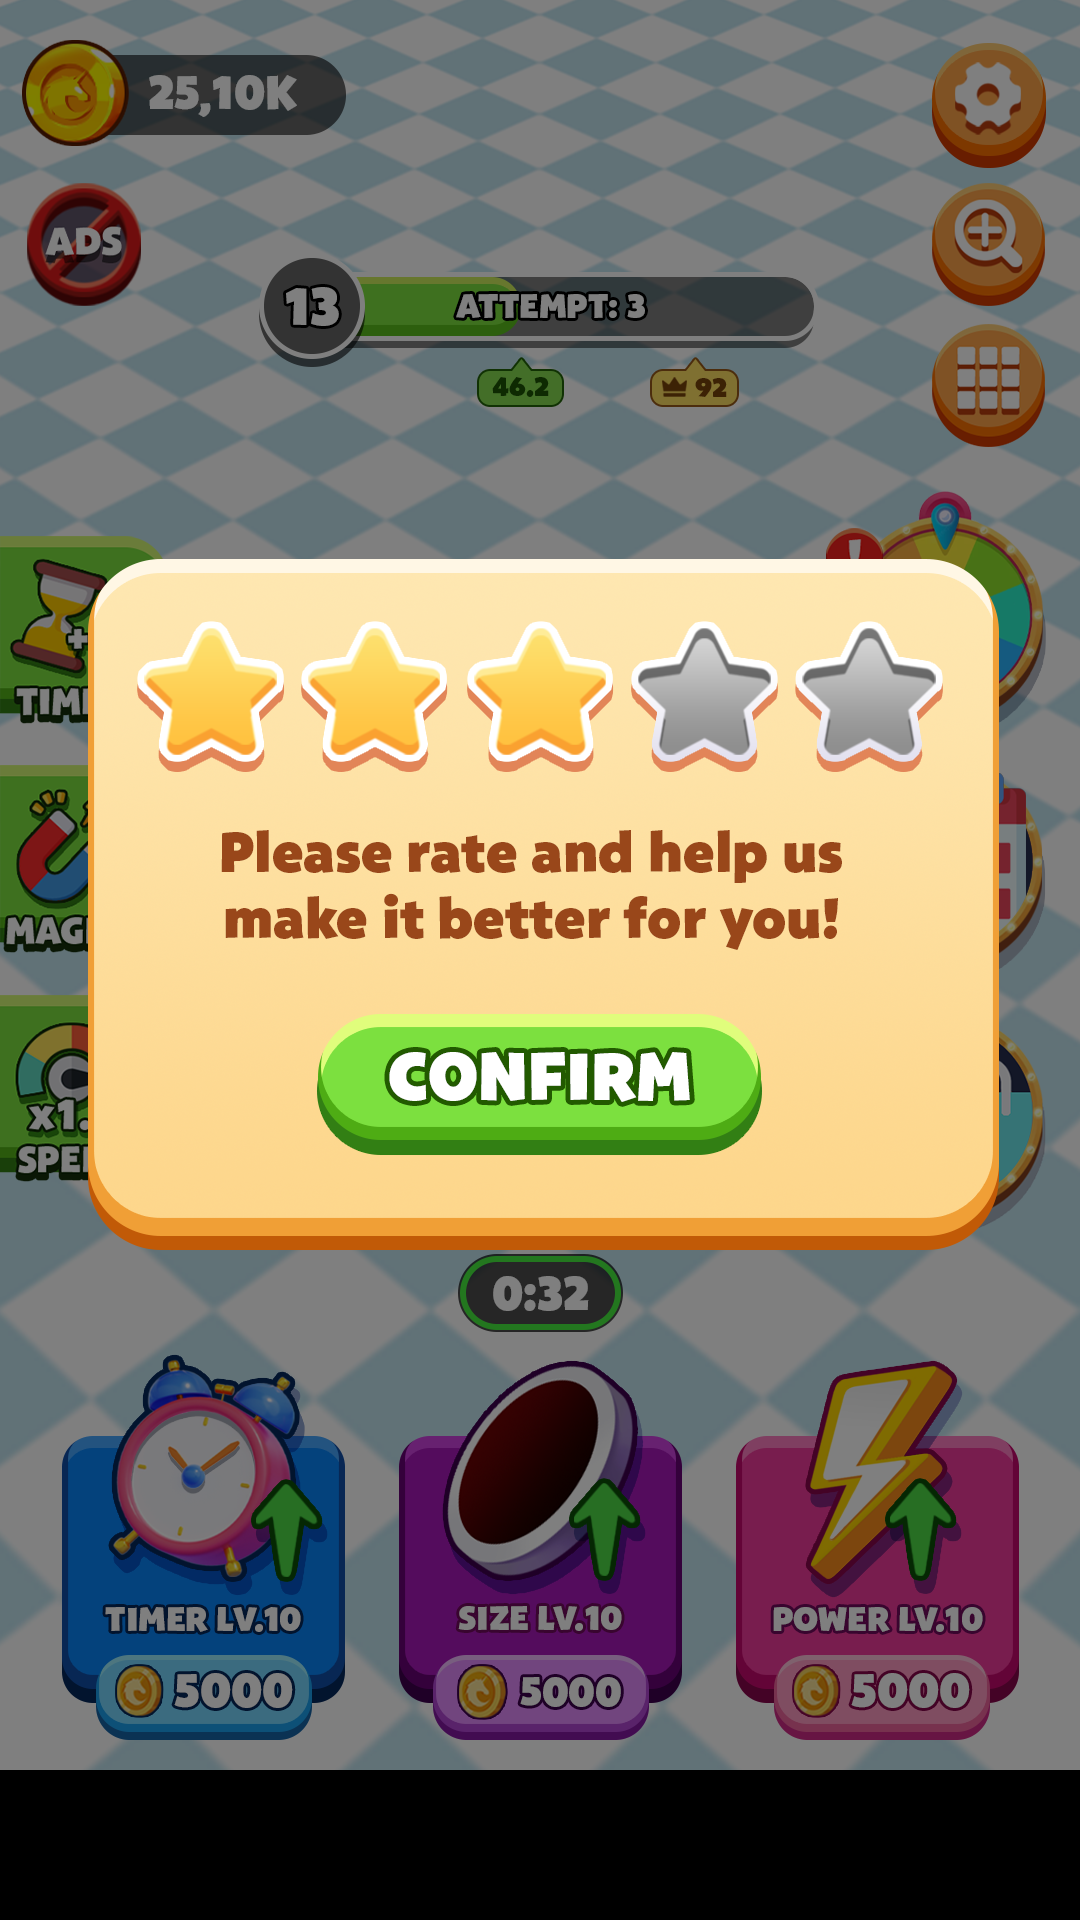 25,10K
ADS
13
ATTEMPT: 3
46.2
92
Please rate and help us
make it better for you!
CONFIRM
0:32
TIMER LV.10
SIZE LV.10
POWER LV.10
5000
5000
5000